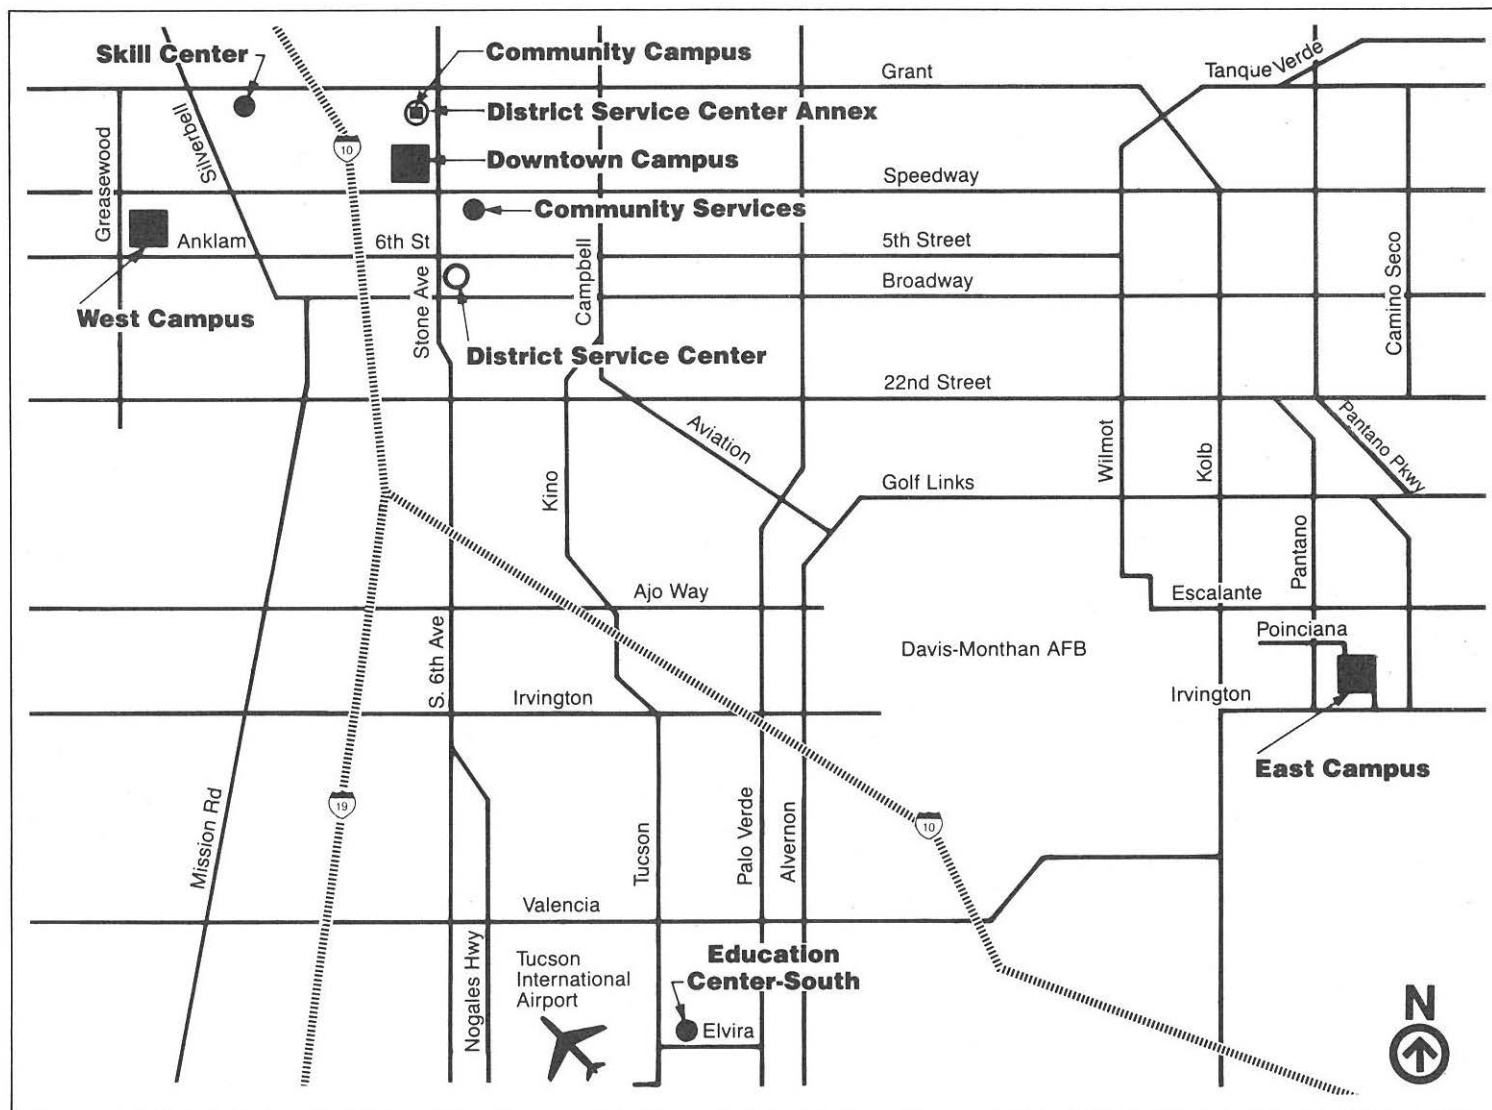 Skill Center
Community Campus
Grant
Tanque Verde
District Service Center Annex
10
Silverbell
Downtown Campus
Greasewood
Speedway
Community Services
Anklam
6th St
5th Street
Campbell
Camino Seco
Stone Ave
Broadway
West Campus
District Service Center
22nd Street
Aviation
Pantano Pkwy
Wilmot
Kolb
Kino
Golf Links
Pantano
Ajo Way
Escalante
Poinciana
Davis-Monthan AFB
S. 6th Ave
Irvington
Irvington
East Campus
Mission Rd
19
10
Tucson
Palo Verde
Alvernon
Valencia
Nogales Hwy
Tucson
International
Airport
Education
Center-South
Elvira
N